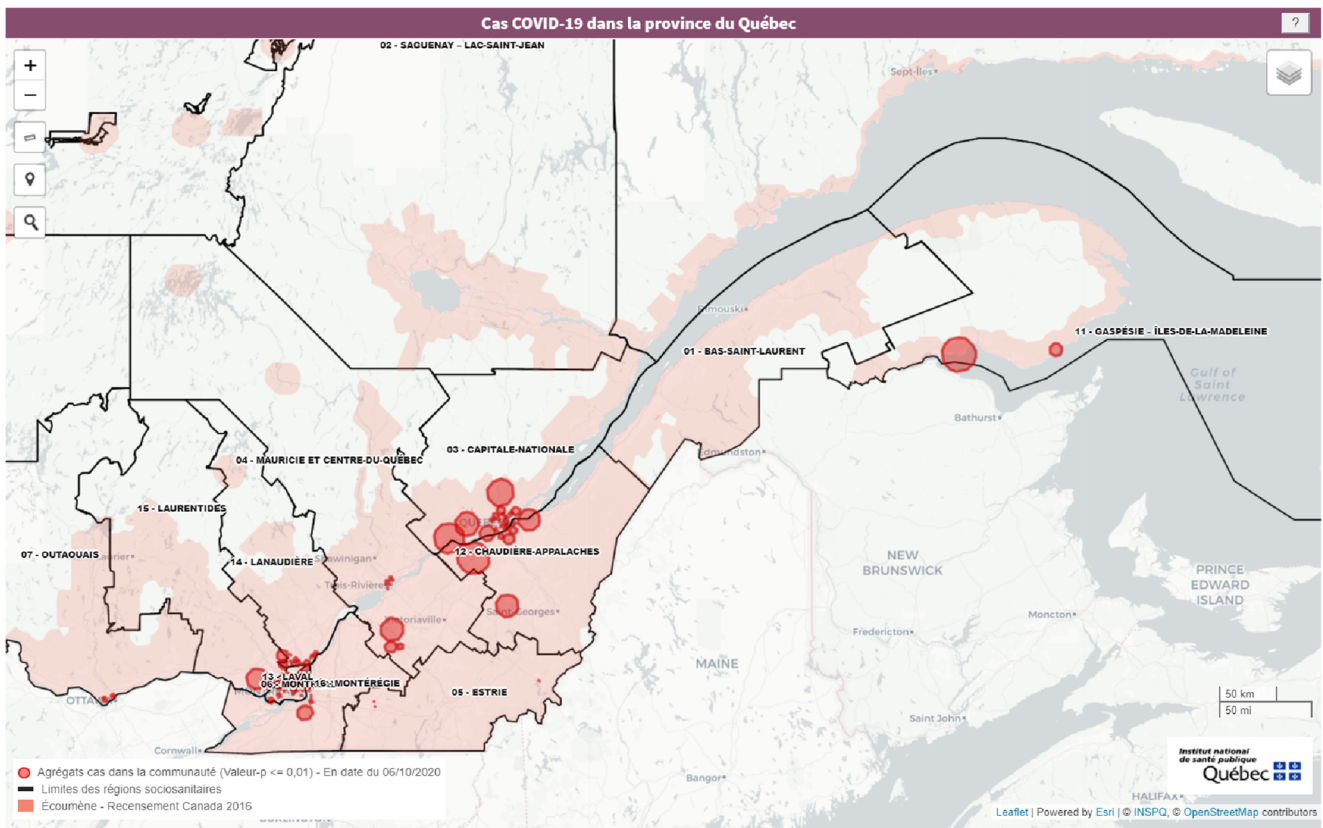 Cas COVID-19 dans la province du Québec
?
02 - SAGUENAY – LAC-SAINT-JEAN
+
−
Sept-Îles
Rimouski
11 - GASPÉSIE – ÎLES-DE-LA-MADELEINE
01 - BAS-SAINT-LAURENT
Gulf of
Saint
Lawrence
Bathurst
03 - CAPITALE-NATIONALE
Edmundston
04 - MAURICIE ET CENTRE-DU-QUÉBEC
15 - LAURENTIDES
07 - OUTAOUAIS
12 - CHAUDIÈRE-APPALACHES
14 - LANAUDIÈRE
Shawinigan
Trois-Rivières
NEW
BRUNSWICK
PRINCE
EDWARD
ISLAND
Saint-Georges
Victoriaville
Moncton
Fredericton
MAINE
13 - LAVAL
16 - MONTÉRÉGIE
05 - ESTRIE
OTTAWA
50 km
50 mi
Saint John
Cornwall
Bangor
Institut national
de santé publique
Québec
HALIFAX
Agrégats cas dans la communauté (Valeur-p <= 0,01) - En date du 06/10/2020
Limites des régions sociosanitaires
Écoumène - Recensement Canada 2016
Leaflet | Powered by Esri | © INSPQ, © OpenStreetMap contributors